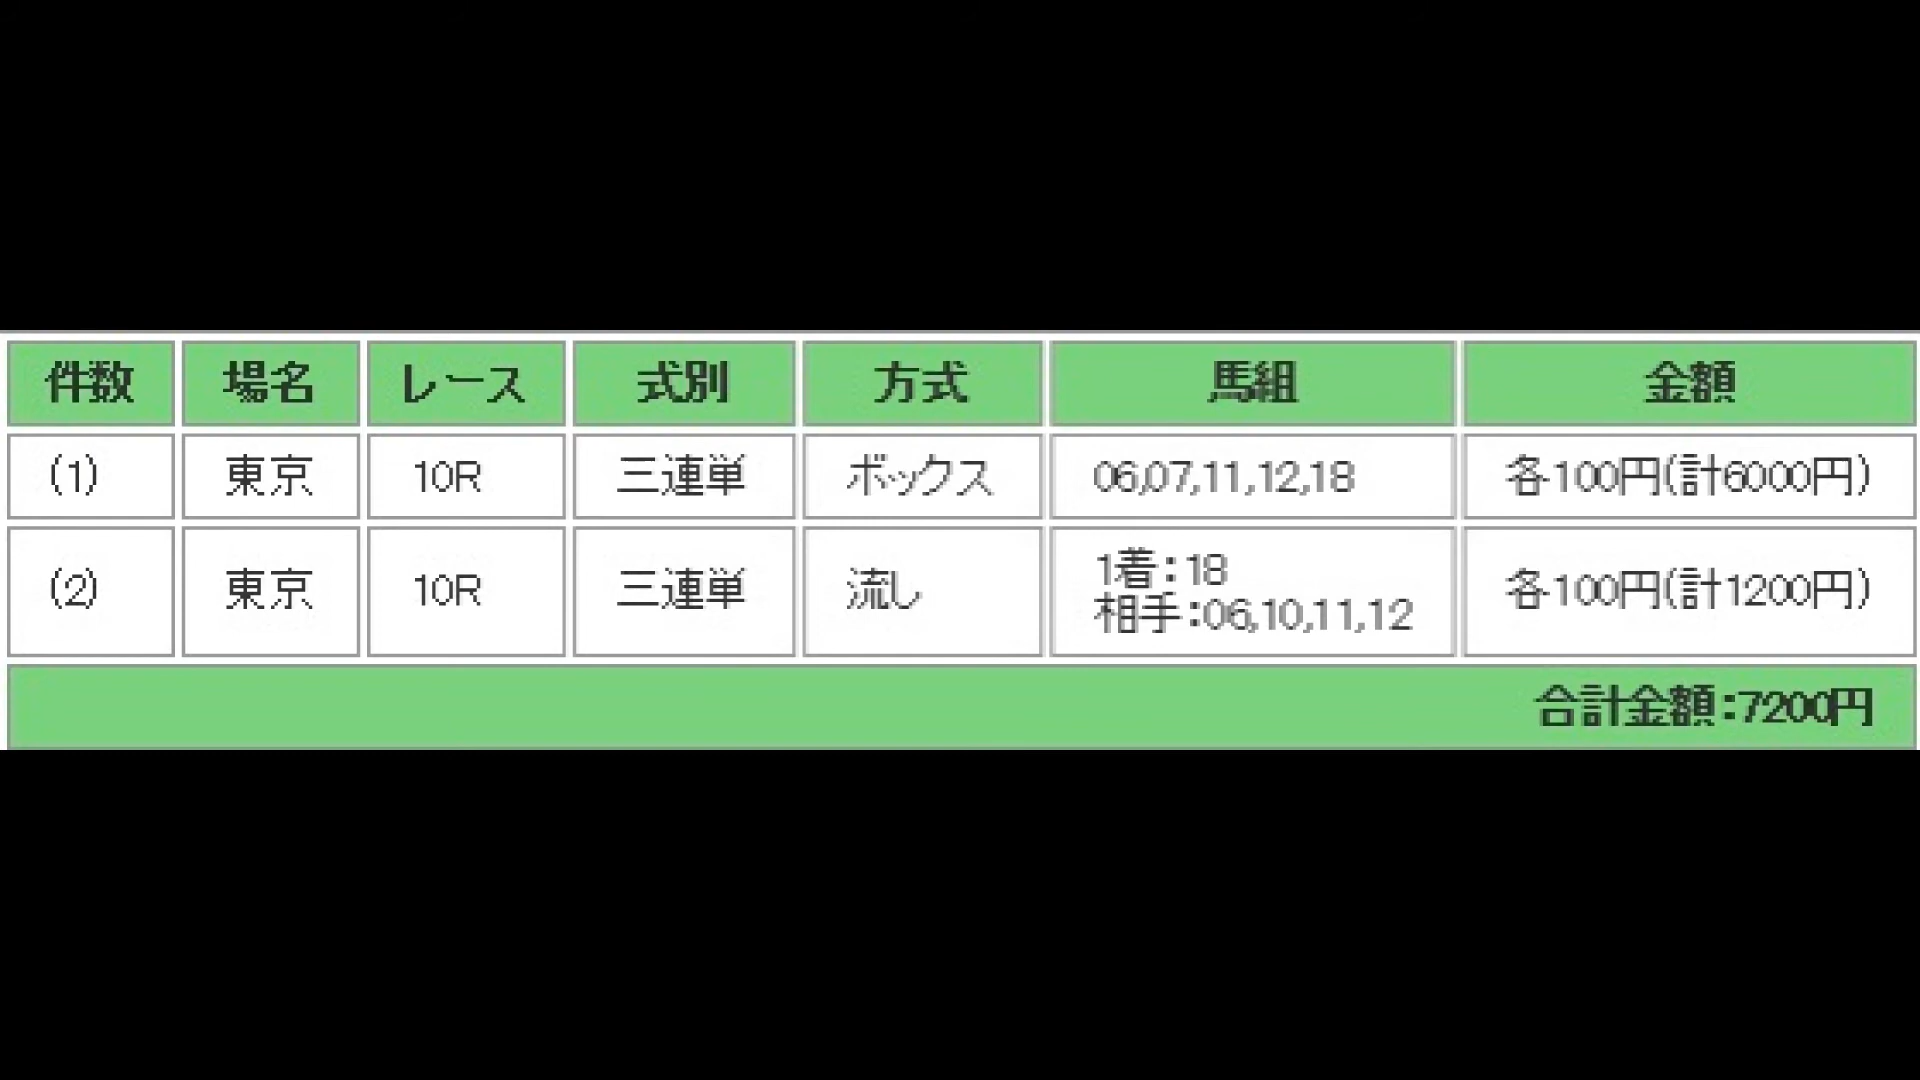 件数 場名 レース 式別 方式 馬組 金額
(1) 東京 10R 三連単 ボックス 06,07,11,12,18 各100円(計6000円)
(2) 東京 10R 三連単 流し 1着:18
相手:06,10,11,12 各100円(計1200円)
合計金額:7200円